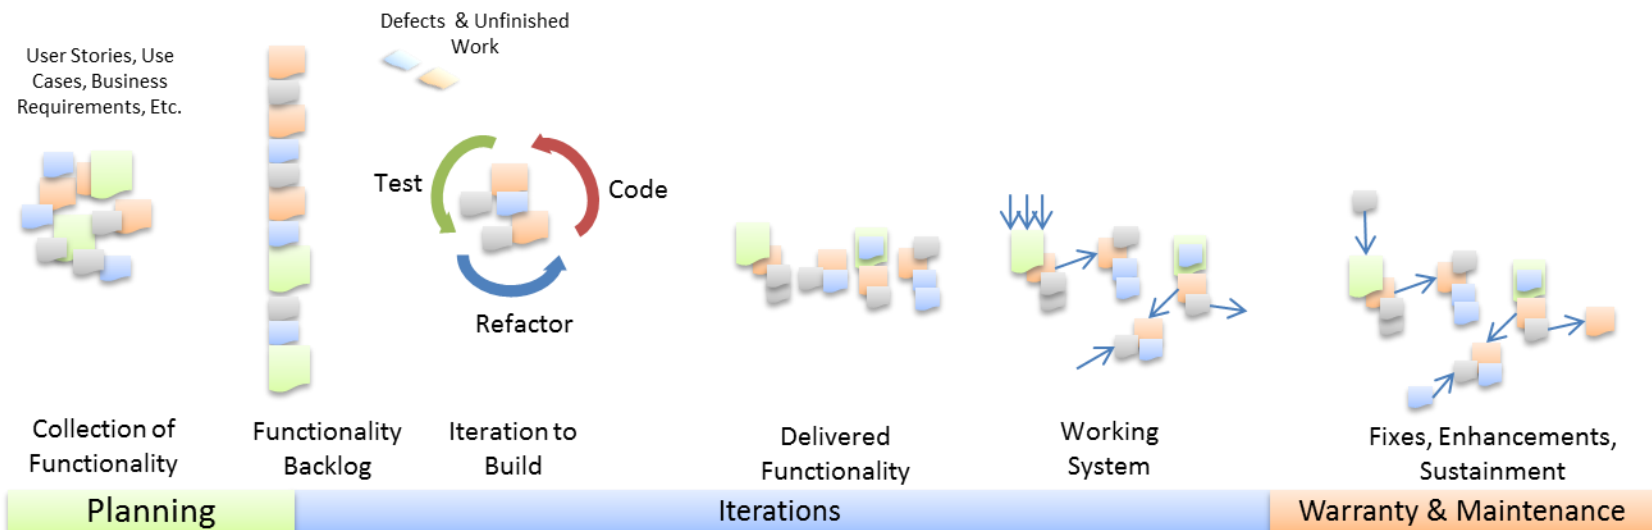 User Stories, Use
Cases, Business
Requirements, Etc.
Defects & Unfinished
Work
Test
Code
Refactor
Collection of
Functionality
Functionality
Backlog
Iteration to
Build
Delivered
Functionality
Working
System
Fixes, Enhancements,
Sustainment
Planning
Iterations
Warranty & Maintenance